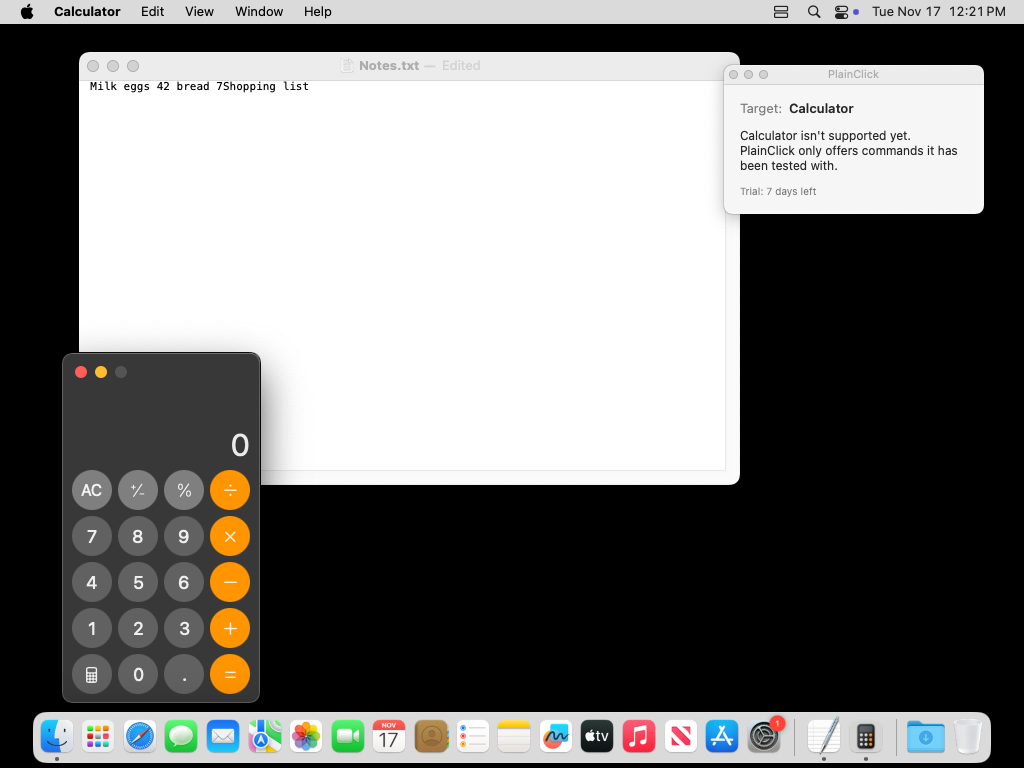 Calculator Edit View Window Help Tue Nov 17 12:21 PM
Notes.txt — Edited
Milk eggs 42 bread 7Shopping list
PlainClick
Target: Calculator
Calculator isn't supported yet.
PlainClick only offers commands it has
been tested with.
Trial: 7 days left
0
AC +/− % ÷
7 8 9 ×
4 5 6 −
1 2 3 +
0 . =
NOV
17
tv
1